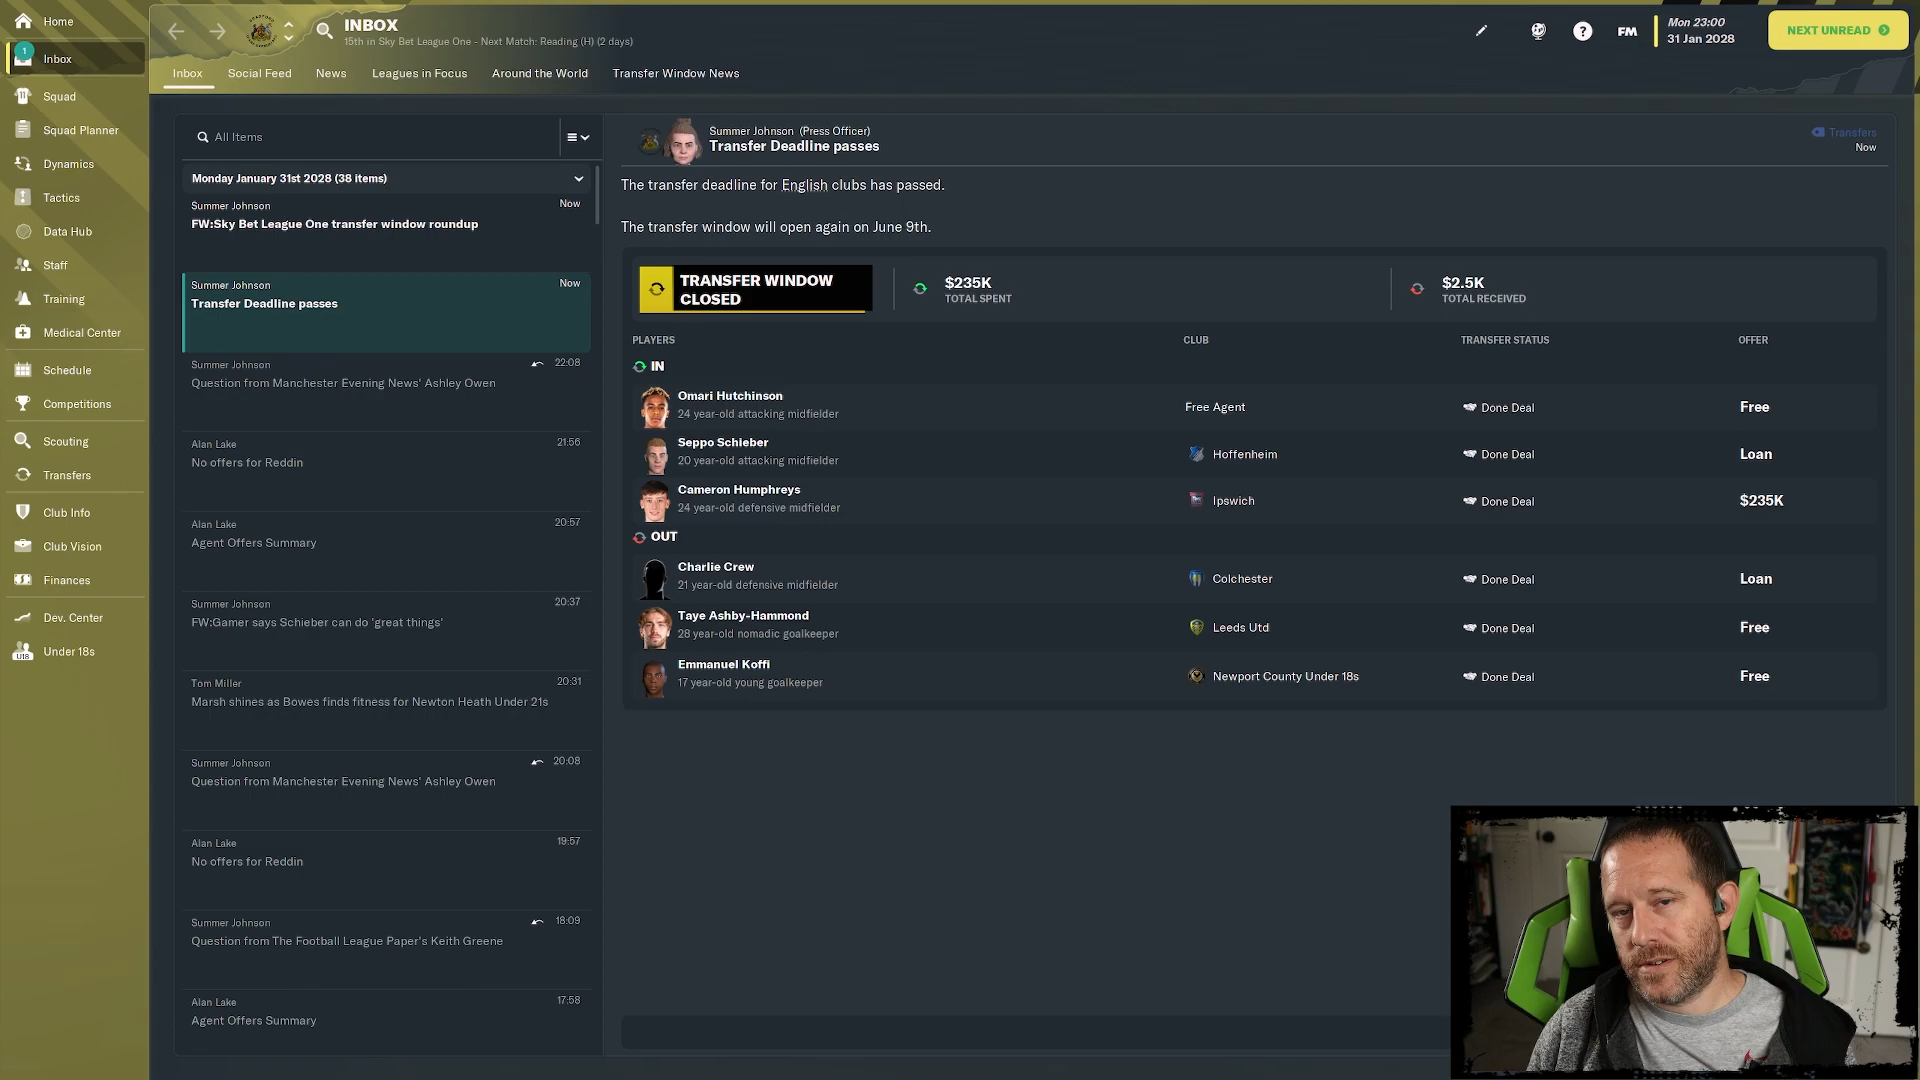 Home
Inbox
1
Squad
Squad Planner
Dynamics
Tactics
Data Hub
Staff
Training
Medical Center
Schedule
Competitions
Scouting
Transfers
Club Info
Club Vision
Finances
Dev. Center
Under 18s
U18
INBOX
15th in Sky Bet League One - Next Match: Reading (H) (2 days)
FM
Mon 23:00
31 Jan 2028
NEXT UNREAD
Inbox
Social Feed
News
Leagues in Focus
Around the World
Transfer Window News
All Items
Monday January 31st 2028 (38 items)
Summer Johnson
Now
FW:Sky Bet League One transfer window roundup
Summer Johnson
Now
Transfer Deadline passes
Summer Johnson
22:08
Question from Manchester Evening News' Ashley Owen
Alan Lake
21:56
No offers for Reddin
Alan Lake
20:57
Agent Offers Summary
Summer Johnson
20:37
FW:Gamer says Schieber can do 'great things'
Tom Miller
20:31
Marsh shines as Bowes finds fitness for Newton Heath Under 21s
Summer Johnson
20:08
Question from Manchester Evening News' Ashley Owen
Alan Lake
19:57
No offers for Reddin
Summer Johnson
18:09
Question from The Football League Paper's Keith Greene
Alan Lake
17:58
Agent Offers Summary
Summer Johnson (Press Officer)
Transfer Deadline passes
Transfers
Now
The transfer deadline for English clubs has passed.
The transfer window will open again on June 9th.
TRANSFER WINDOW
CLOSED
$235K
TOTAL SPENT
$2.5K
TOTAL RECEIVED
PLAYERS
CLUB
TRANSFER STATUS
OFFER
IN
Omari Hutchinson
24 year-old attacking midfielder
Free Agent
Done Deal
Free
Seppo Schieber
20 year-old attacking midfielder
Hoffenheim
Done Deal
Loan
Cameron Humphreys
24 year-old defensive midfielder
Ipswich
Done Deal
$235K
OUT
Charlie Crew
21 year-old defensive midfielder
Colchester
Done Deal
Loan
Taye Ashby-Hammond
28 year-old nomadic goalkeeper
Leeds Utd
Done Deal
Free
Emmanuel Koffi
17 year-old young goalkeeper
Newport County Under 18s
Done Deal
Free